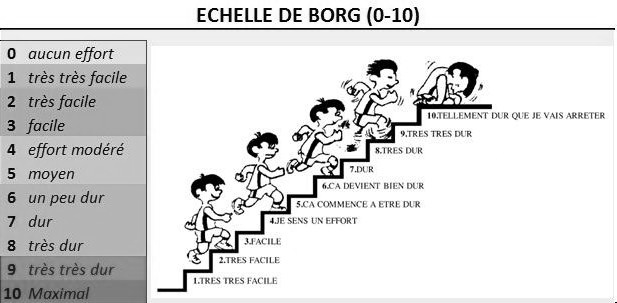 ECHELLE DE BORG (0-10)
0 aucun effort
1 très très facile
2 très facile
3 facile
4 effort modéré
5 moyen
6 un peu dur
7 dur
8 très dur
9 très très dur
10 Maximal
10.TELLEMENT DUR QUE JE VAIS ARRETER
9.TRES TRES DUR
8.TRES DUR
7.DUR
6.CA DEVIENT BIEN DUR
5.CA COMMENCE A ETRE DUR
4.JE SENS UN EFFORT
3.FACILE
2.TRES FACILE
1.TRES TRES FACILE